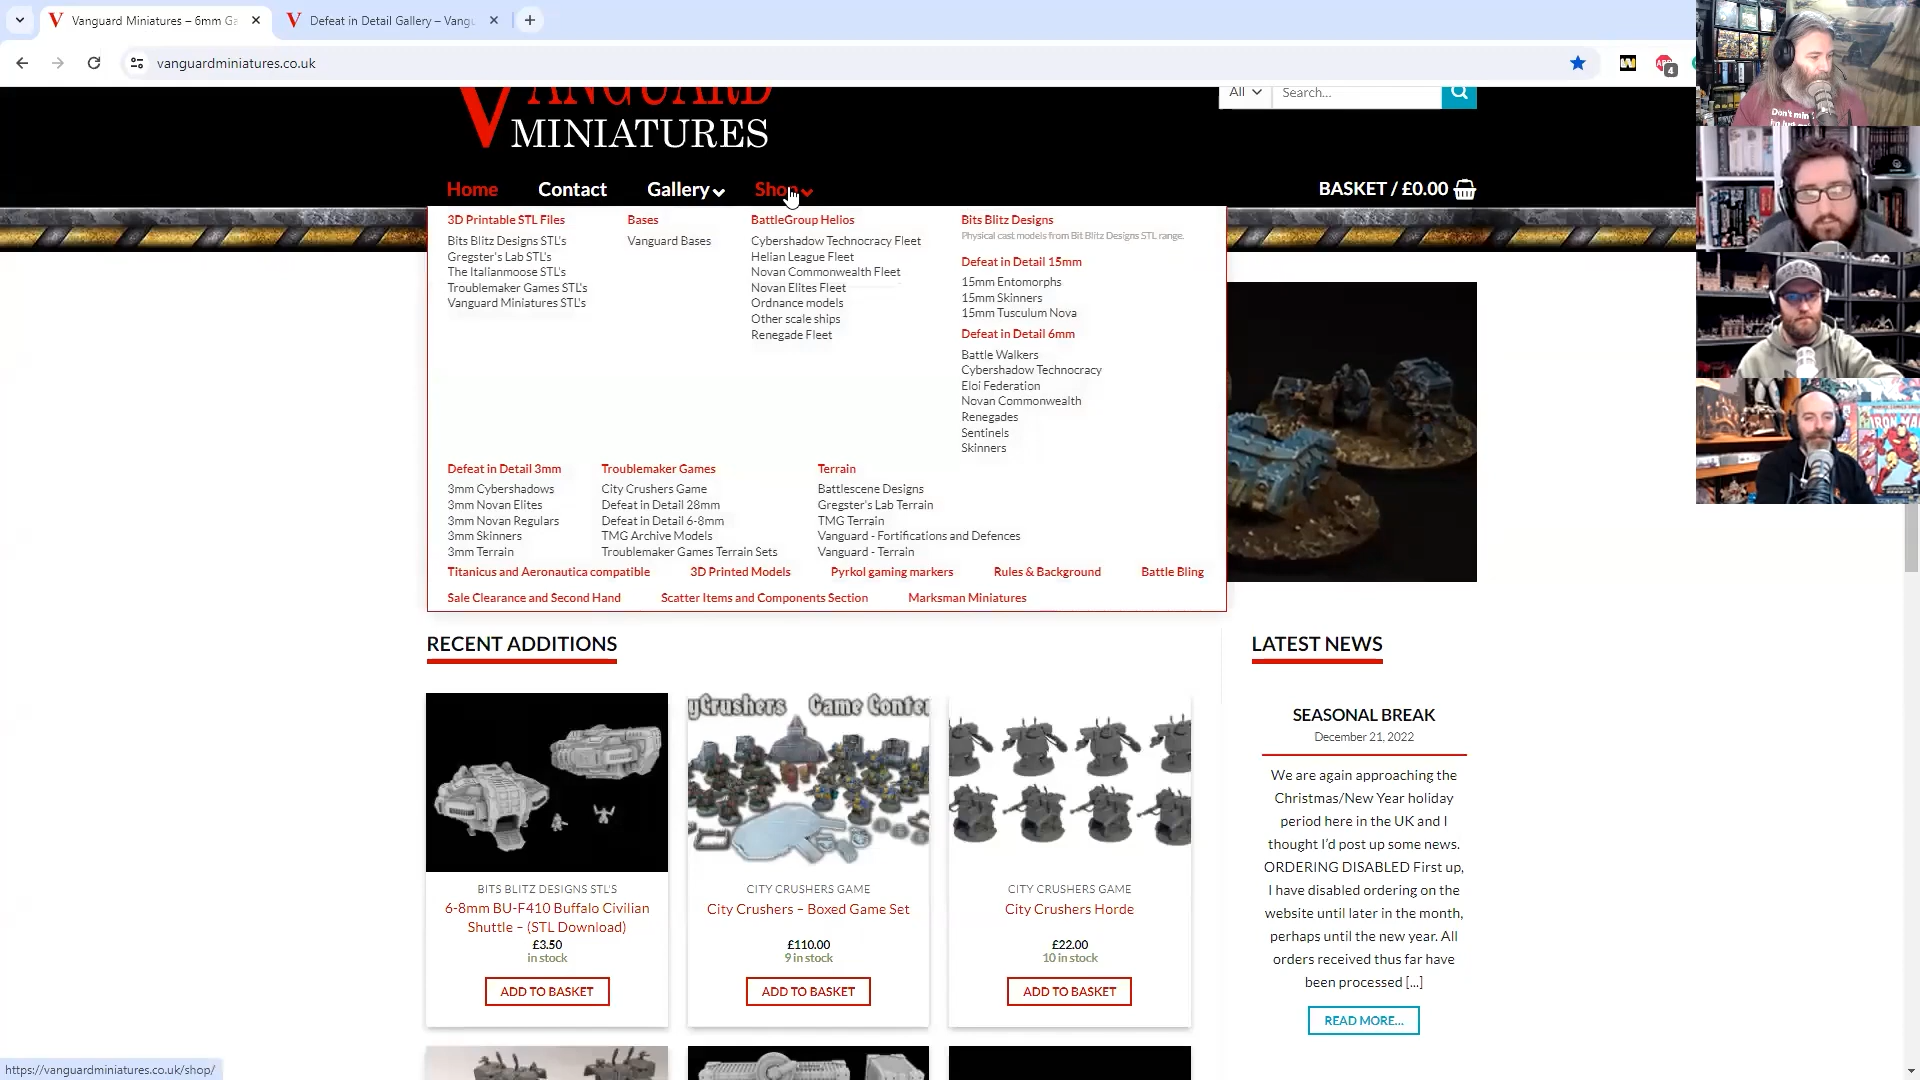 Vanguard Miniatures – 6mm Ga
Defeat in Detail Gallery – Vangu
vanguardminiatures.co.uk
4
VANGUARD
MINIATURES
All
Search...
Home
Contact
Gallery
Shop
BASKET / £0.00
3D Printable STL Files
Bits Blitz Designs STL's
Gregster's Lab STL's
The Italianmoose STL's
Troublemaker Games STL's
Vanguard Miniatures STL's
Bases
Vanguard Bases
BattleGroup Helios
Cybershadow Technocracy Fleet
Helian League Fleet
Novan Commonwealth Fleet
Novan Elites Fleet
Ordnance models
Other scale ships
Renegade Fleet
Bits Blitz Designs
Physical cast models from Bit Blitz Designs STL range.
Defeat in Detail 15mm
15mm Entomorphs
15mm Skinners
15mm Tusculum Nova
Defeat in Detail 6mm
Battle Walkers
Cybershadow Technocracy
Eloi Federation
Novan Commonwealth
Renegades
Sentinels
Skinners
Defeat in Detail 3mm
3mm Cybershadows
3mm Novan Elites
3mm Novan Regulars
3mm Skinners
3mm Terrain
Troublemaker Games
City Crushers Game
Defeat in Detail 28mm
Defeat in Detail 6-8mm
TMG Archive Models
Troublemaker Games Terrain Sets
Terrain
Battlescene Designs
Gregster's Lab Terrain
TMG Terrain
Vanguard - Fortifications and Defences
Vanguard - Terrain
Titanicus and Aeronautica compatible
3D Printed Models
Pyrkol gaming markers
Rules & Background
Battle Bling
Sale Clearance and Second Hand
Scatter Items and Components Section
Marksman Miniatures
RECENT ADDITIONS
BITS BLITZ DESIGNS STL'S
6-8mm BU-F410 Buffalo Civilian
Shuttle – (STL Download)
£3.50
in stock
ADD TO BASKET
yCrushers Game Conte
CITY CRUSHERS GAME
City Crushers – Boxed Game Set
£110.00
9 in stock
ADD TO BASKET
CITY CRUSHERS GAME
City Crushers Horde
£22.00
10 in stock
ADD TO BASKET
LATEST NEWS
SEASONAL BREAK
December 21, 2022
We are again approaching the
Christmas/New Year holiday
period here in the UK and I
thought I'd post up some news.
ORDERING DISABLED First up,
I have disabled ordering on the
website until later in the month,
perhaps until the new year. All
orders received thus far have
been processed [...]
READ MORE...
https://vanguardminiatures.co.uk/shop/
Don't min
IRON MAN